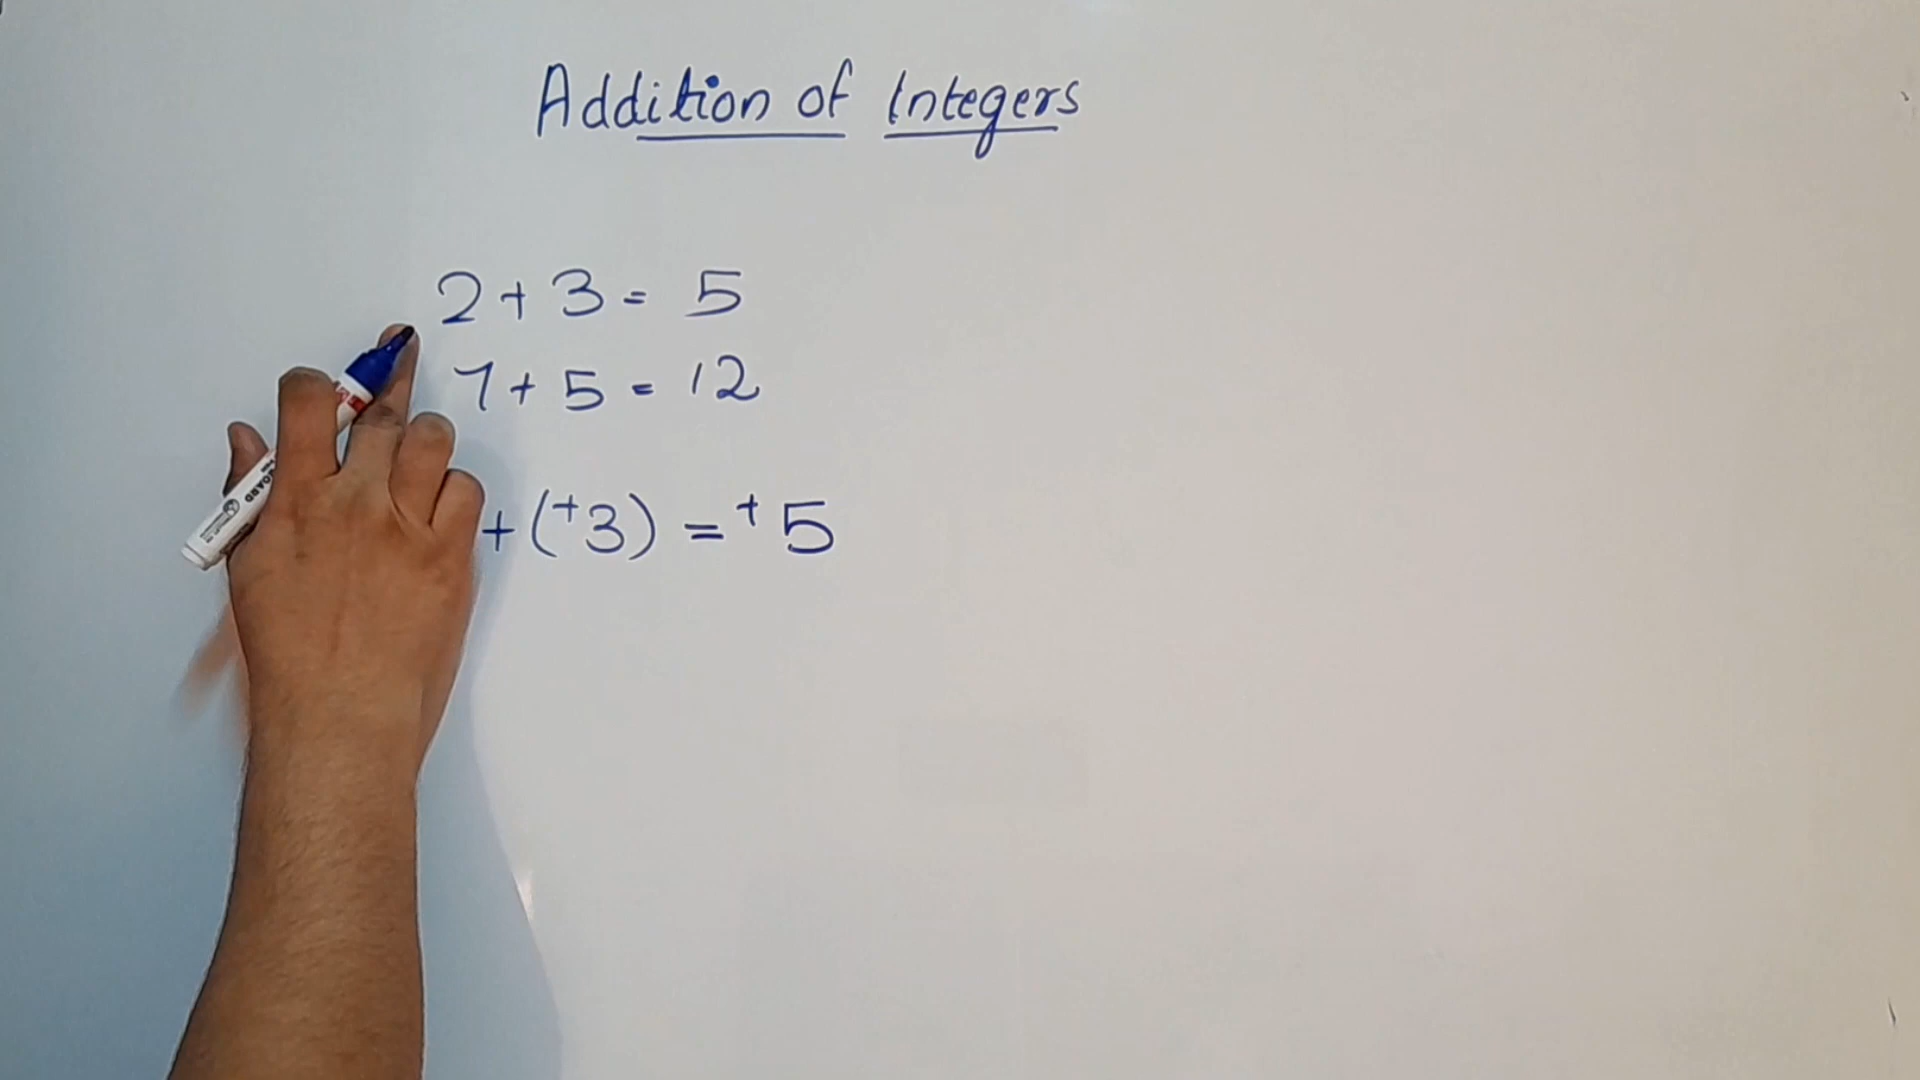 Addition of Integers
2 + 3 = 5
7 + 5 = 12
+ (+3) = +5